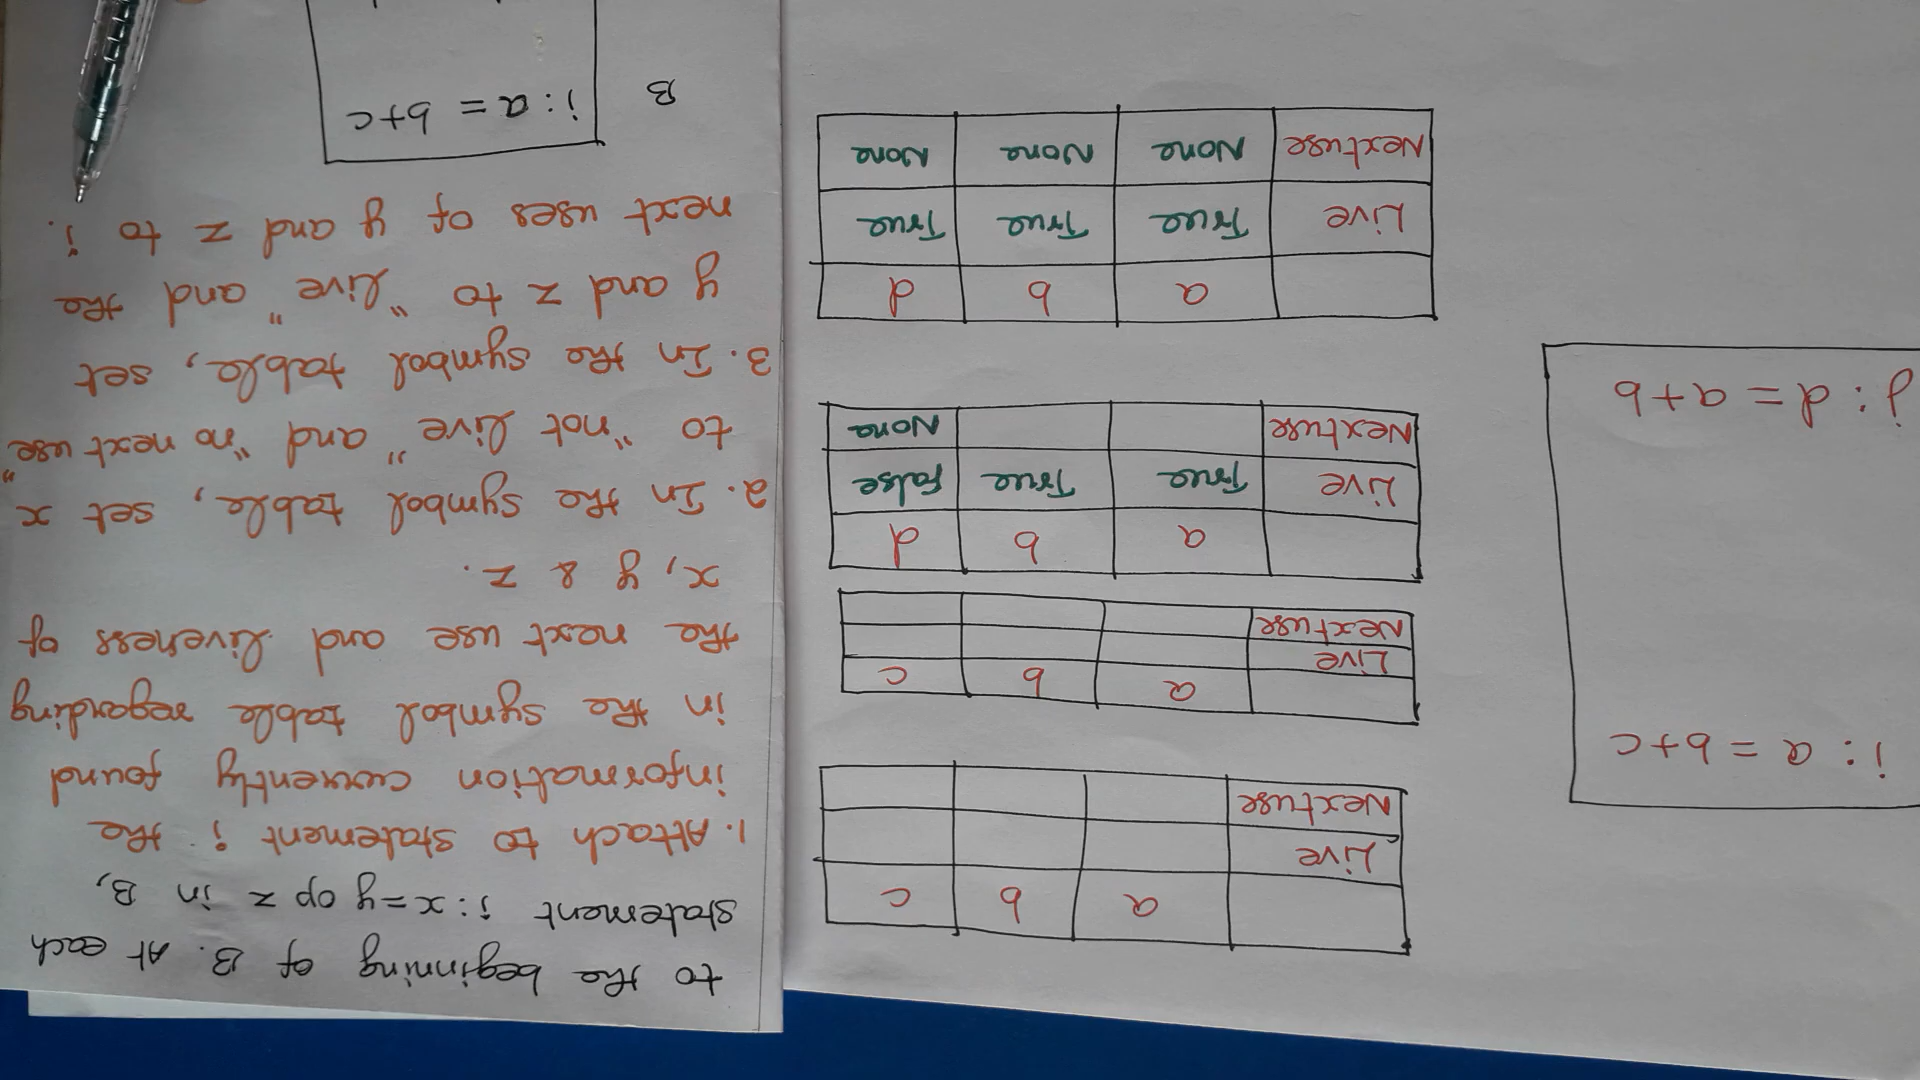 i: a = b+c
j: d = a+b
a b c
Live
Nextuse
a b c
Live
Nextuse
a b d
Live True True False
Nextuse None
a b d
Live True True True
Nextuse None None None
to the beginning of B. At each
statement i: x=y op z in B,
1. Attach to statement i the
information currently found
in the symbol table regarding
the next use and liveness of
x, y & z.
2. In the symbol table, set x
to "not live" and "no next use"
3. In the symbol table, set
y and z to "live" and the
next uses of y and z to i.
B i: a = b+c